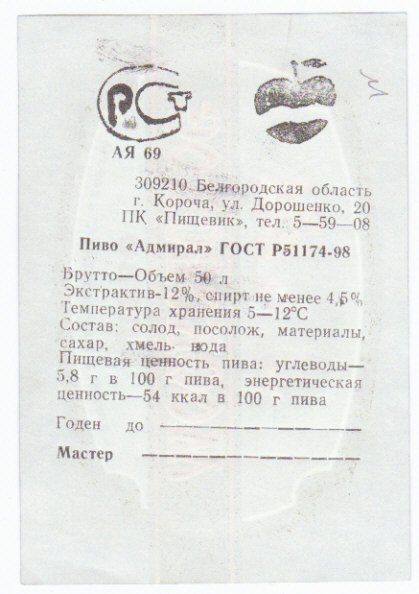 РСТ
АЯ 69
309210 Белгородская область
г. Короча, ул. Дорошенко, 20
ПК «Пищевик», тел. 5—59—08
Пиво «Адмирал» ГОСТ Р51174-98
Брутто—Объем 50 л
Экстрактив-12%, спирт не менее 4,5%
Температура хранения 5—12°С
Состав: солод, посолож, материалы,
сахар, хмель вода
Пищевая ценность пива: углеводы—
5,8 г в 100 г пива, энергетическая
ценность—54 ккал в 100 г пива
Годен до
Мастер